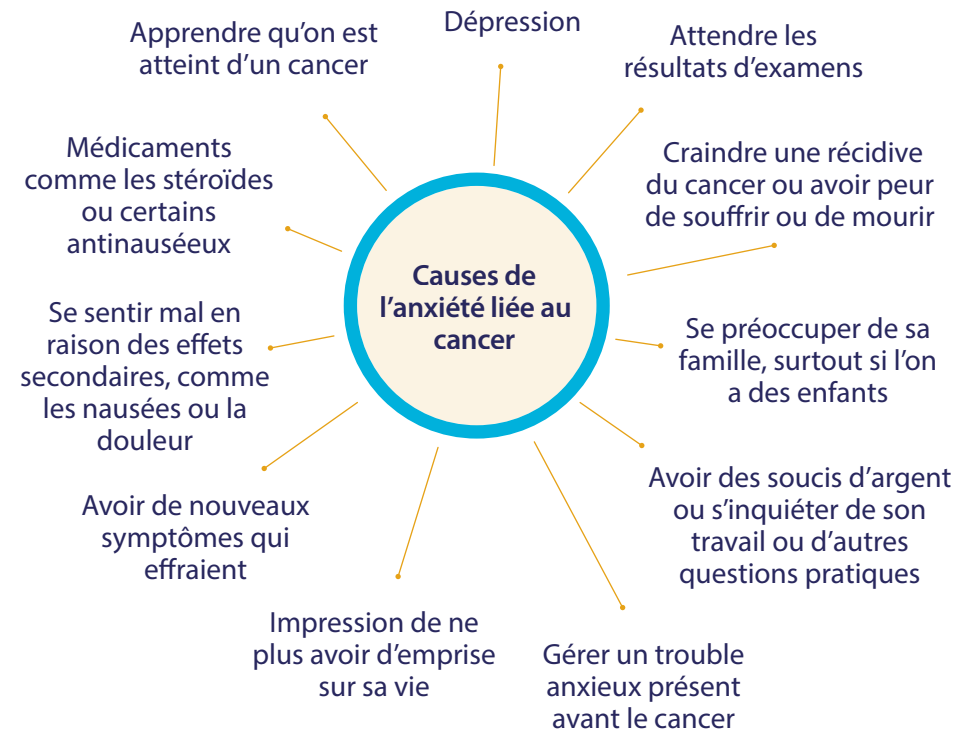 Dépression
Apprendre qu’on est
atteint d’un cancer
Attendre les
résultats d’examens
Médicaments
comme les stéroïdes
ou certains
antinauséeux
Craindre une récidive
du cancer ou avoir peur
de souffrir ou de mourir
Causes de
l’anxiété liée au
cancer
Se sentir mal en
raison des effets
secondaires, comme
les nausées ou la
douleur
Se préoccuper de sa
famille, surtout si l’on
a des enfants
Avoir de nouveaux
symptômes qui
effraient
Avoir des soucis d’argent
ou s’inquiéter de son
travail ou d’autres
questions pratiques
Impression de ne
plus avoir d’emprise
sur sa vie
Gérer un trouble
anxieux présent
avant le cancer